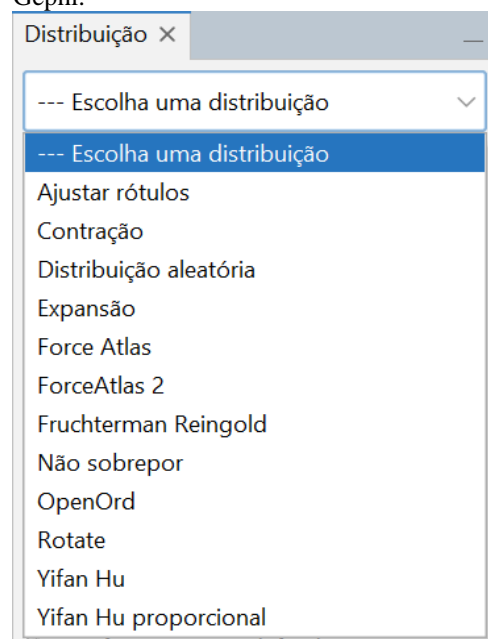 Gephi.
Distribuição ×
--- Escolha uma distribuição
--- Escolha uma distribuição
Ajustar rótulos
Contração
Distribuição aleatória
Expansão
Force Atlas
ForceAtlas 2
Fruchterman Reingold
Não sobrepor
OpenOrd
Rotate
Yifan Hu
Yifan Hu proporcional